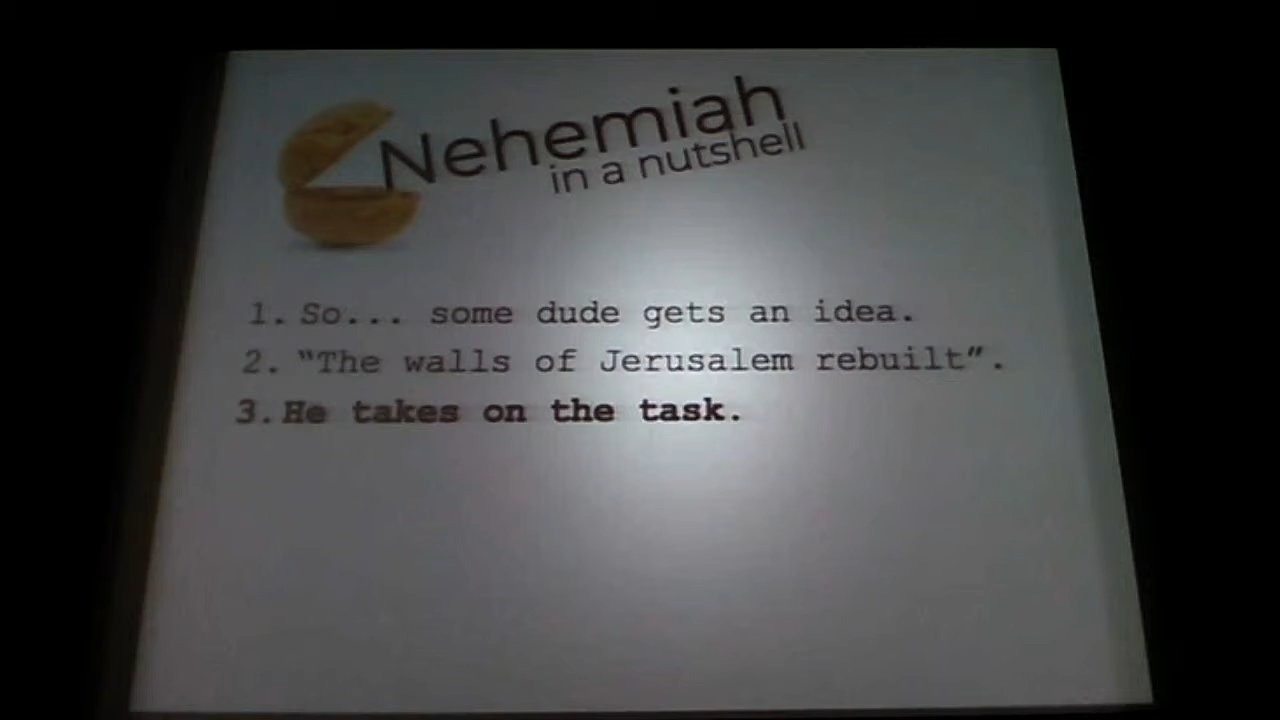 Nehemiah
in a nutshell
1. So... some dude gets an idea.
2. “The walls of Jerusalem rebuilt”.
3. He takes on the task.